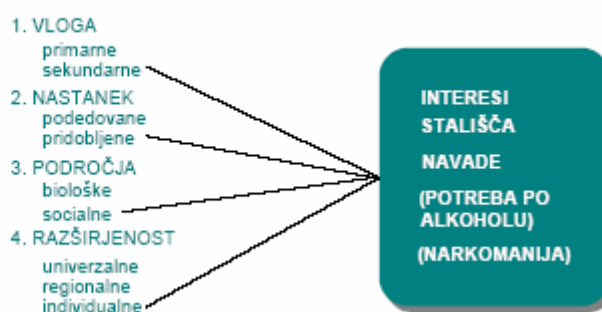 1. VLOGA
primarne
sekundarne
2. NASTANEK
podedovane
pridobljene
3. PODROČJA
biološke
socialne
4. RAZŠIRJENOST
univerzalne
regionalne
individualne
INTERESI
STALIŠČA
NAVADE
(POTREBA PO
ALKOHOLU)
(NARKOMANIJA)